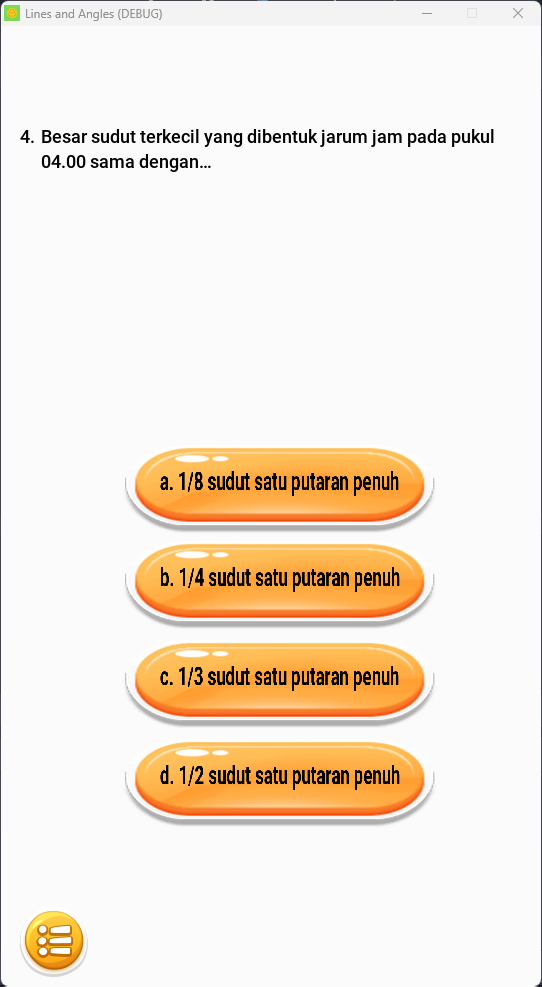 Lines and Angles (DEBUG)
4. Besar sudut terkecil yang dibentuk jarum jam pada pukul
04.00 sama dengan...
a. 1/8 sudut satu putaran penuh
b. 1/4 sudut satu putaran penuh
c. 1/3 sudut satu putaran penuh
d. 1/2 sudut satu putaran penuh